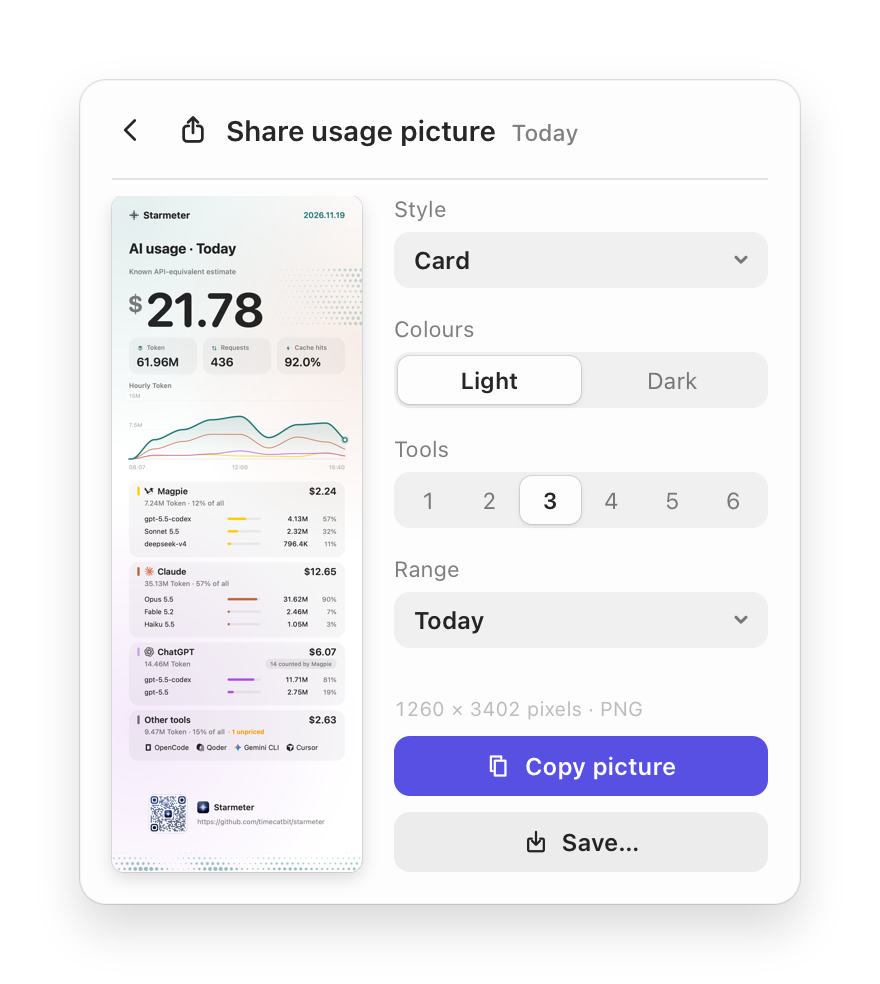 Share usage picture Today
Starmeter 2026.11.19
AI usage · Today
Known API-equivalent estimate
$21.78
Token Requests Cache hits
61.96M 436 92.0%
Hourly Token
15M
7.5M
08:07 12:00 16:40
Magpie $2.24
7.24M Token · 12% of all
gpt-5.5-codex 4.13M 57%
Sonnet 5.5 2.32M 32%
deepseek-v4 796.4K 11%
Claude $12.65
35.13M Token · 57% of all
Opus 5.5 31.62M 90%
Fable 5.2 2.46M 7%
Haiku 5.5 1.05M 3%
ChatGPT $6.07
14.46M Token 14 counted by Magpie
gpt-5.5-codex 11.71M 81%
gpt-5.5 2.75M 19%
Other tools $2.63
9.47M Token · 15% of all · 1 unpriced
OpenCode Qoder Gemini CLI Cursor
Starmeter
https://github.com/timecatbit/starmeter
Style
Card
Colours
Light Dark
Tools
1 2 3 4 5 6
Range
Today
1260 × 3402 pixels · PNG
Copy picture
Save...